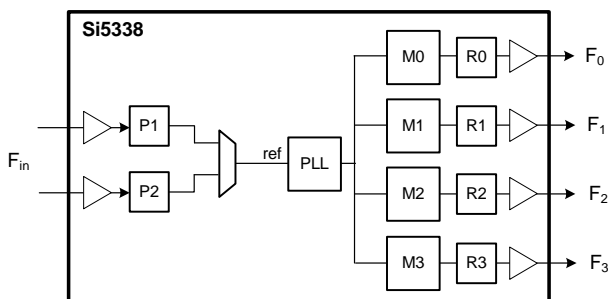 Si5338
M0 R0 F0
M1 R1 F1
P1
Fin
ref PLL
P2
M2 R2 F2
M3 R3 F3